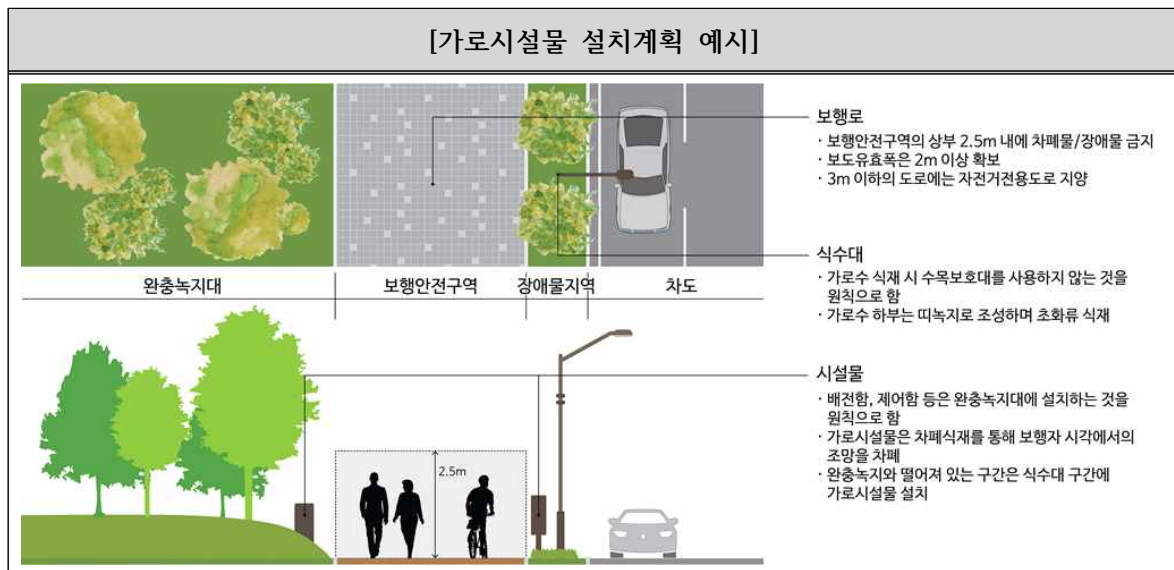 [가로시설물 설치계획 예시]
보행로
· 보행안전구역의 상부 2.5m 내에 차폐물/장애물 금지
· 보도유효폭은 2m 이상 확보
· 3m 이하의 도로에는 자전거전용도로 지양
식수대
· 가로수 식재 시 수목보호대를 사용하지 않는 것을
원칙으로 함
· 가로수 하부는 띠녹지로 조성하며 초화류 식재
완충녹지대
보행안전구역
장애물지역
차도
시설물
· 배전함, 제어함 등은 완충녹지대에 설치하는 것을
원칙으로 함
· 가로시설물은 차폐식재를 통해 보행자 시각에서의
조망을 차폐
· 완충녹지와 떨어져 있는 구간은 식수대 구간에
가로시설물 설치
2.5m